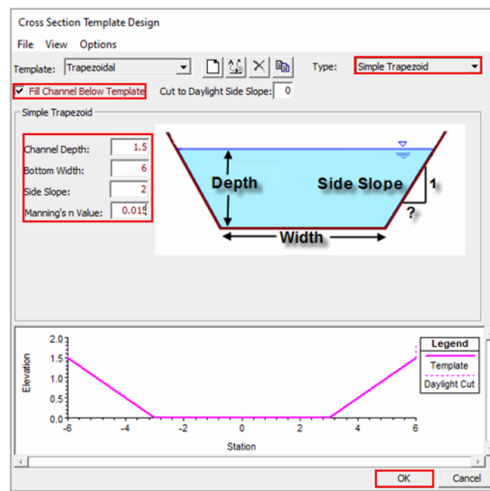 Cross Section Template Design
File View Options
Template: Trapezoidal Type: Simple Trapezoid
Fill Channel Below Template Cut to Daylight Side Slope: 0
Simple Trapezoid
Channel Depth: 1.5
Bottom Width: 6
Side Slope: 2
Manning's n Value: 0.015
Depth Side Slope 1
?
Width
Elevation
2.0
1.5
1.0
0.5
0.0
-6 -4 -2 0 2 4 6
Station
Legend
Template
Daylight Cut
OK Cancel